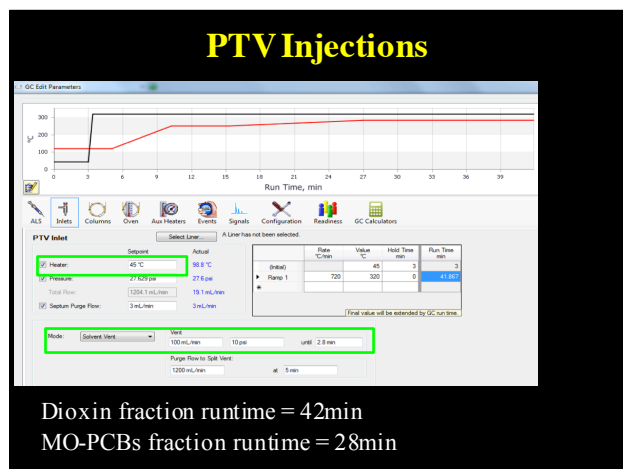 PTV Injections
GC Edit Parameters
300
200
100
0
°C
0 3 6 9 12 15 18 21 24 27 30 33 36 39
Run Time, min
ALS Inlets Columns Oven Aux Heaters Events Signals Configuration Readiness GC Calculators
PTV Inlet Select Liner... A Liner has not been selected.
Setpoint Actual
Heater: 45 °C 98.8 °C
Pressure: 27.629 psi 27.6 psi
Total Flow: 1204.1 mL/min 19.1 mL/min
Septum Purge Flow: 3 mL/min 3 mL/min
Rate °C/min Value °C Hold Time min Run Time min
(Initial) 45 3 3
Ramp 1 720 320 0 41.867
Final value will be extended by GC run time.
Mode: Solvent Vent Vent
100 mL/min 10 psi until 2.8 min
Purge Flow to Split Vent:
1200 mL/min at 5 min
Dioxin fraction runtime = 42min
MO-PCBs fraction runtime = 28min